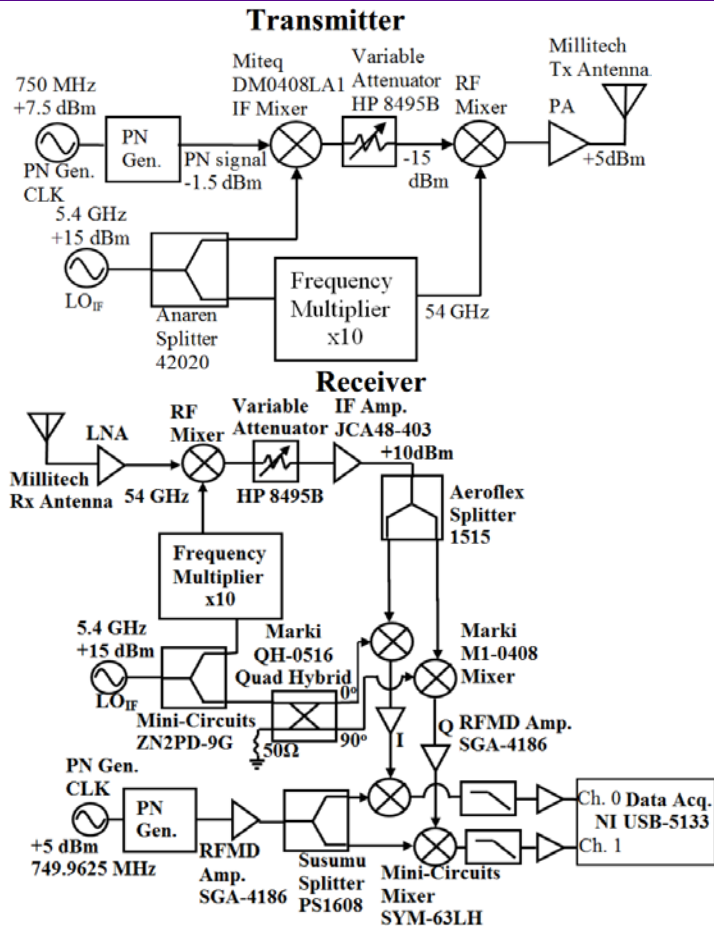 Transmitter
750 MHz
+7.5 dBm
PN Gen.
CLK
PN
Gen.
PN signal
-1.5 dBm
Miteq
DM0408LA1
IF Mixer
Variable
Attenuator
HP 8495B
-15
dBm
RF
Mixer
PA
Millitech
Tx Antenna
+5dBm
5.4 GHz
+15 dBm
LOIF
Anaren
Splitter
42020
Frequency
Multiplier
x10
54 GHz
Receiver
Millitech
Rx Antenna
LNA
54 GHz
RF
Mixer
Variable
Attenuator
HP 8495B
IF Amp.
JCA48-403
+10dBm
Aeroflex
Splitter
1515
Frequency
Multiplier
x10
5.4 GHz
+15 dBm
LOIF
Mini-Circuits
ZN2PD-9G
Marki
QH-0516
Quad Hybrid
0º
90º
50Ω
Marki
M1-0408
Mixer
I
Q
RFMD Amp.
SGA-4186
PN Gen.
CLK
+5 dBm
749.9625 MHz
PN
Gen.
RFMD
Amp.
SGA-4186
Susumu
Splitter
PS1608
Mini-Circuits
Mixer
SYM-63LH
Ch. 0 Data Acq.
NI USB-5133
Ch. 1